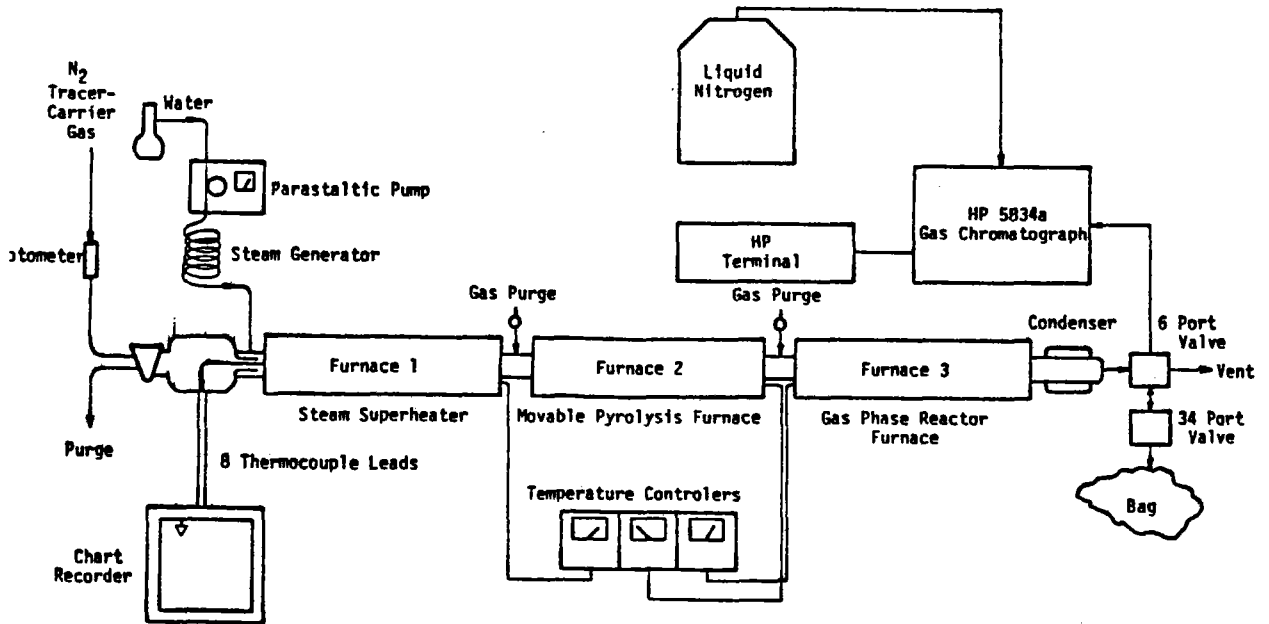 N2
Tracer-
Carrier
Gas
Water
Parastaltic Pump
Steam Generator
Liquid
Nitrogen
HP 5834a
Gas Chromatograph
HP
Terminal
Gas Purge
Gas Purge
Condenser
6 Port
Valve
Furnace 1
Furnace 2
Furnace 3
Vent
Steam Superheater
Movable Pyrolysis Furnace
Gas Phase Reactor
Furnace
34 Port
Valve
Purge
8 Thermocouple Leads
Temperature Controlers
Bag
Chart
Recorder